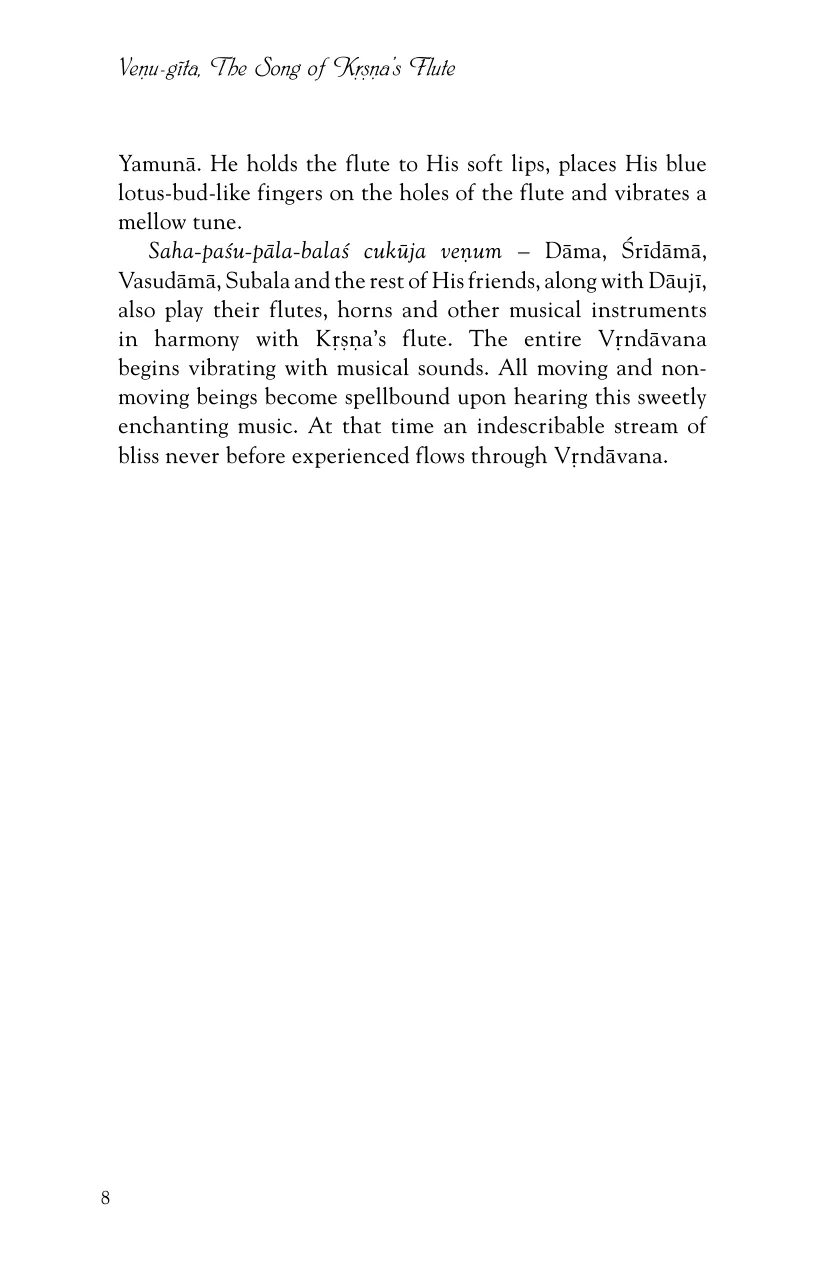 Veṇu-gīta, The Song of Kṛṣṇa’s Flute
Yamunā. He holds the flute to His soft lips, places His blue
lotus-bud-like fingers on the holes of the flute and vibrates a
mellow tune.
Saha-paśu-pāla-balaś cukūja veṇum – Dāma, Śrīdāmā,
Vasudāmā, Subala and the rest of His friends, along with Dāujī,
also play their flutes, horns and other musical instruments
in harmony with Kṛṣṇa’s flute. The entire Vṛndāvana
begins vibrating with musical sounds. All moving and non-
moving beings become spellbound upon hearing this sweetly
enchanting music. At that time an indescribable stream of
bliss never before experienced flows through Vṛndāvana.
8